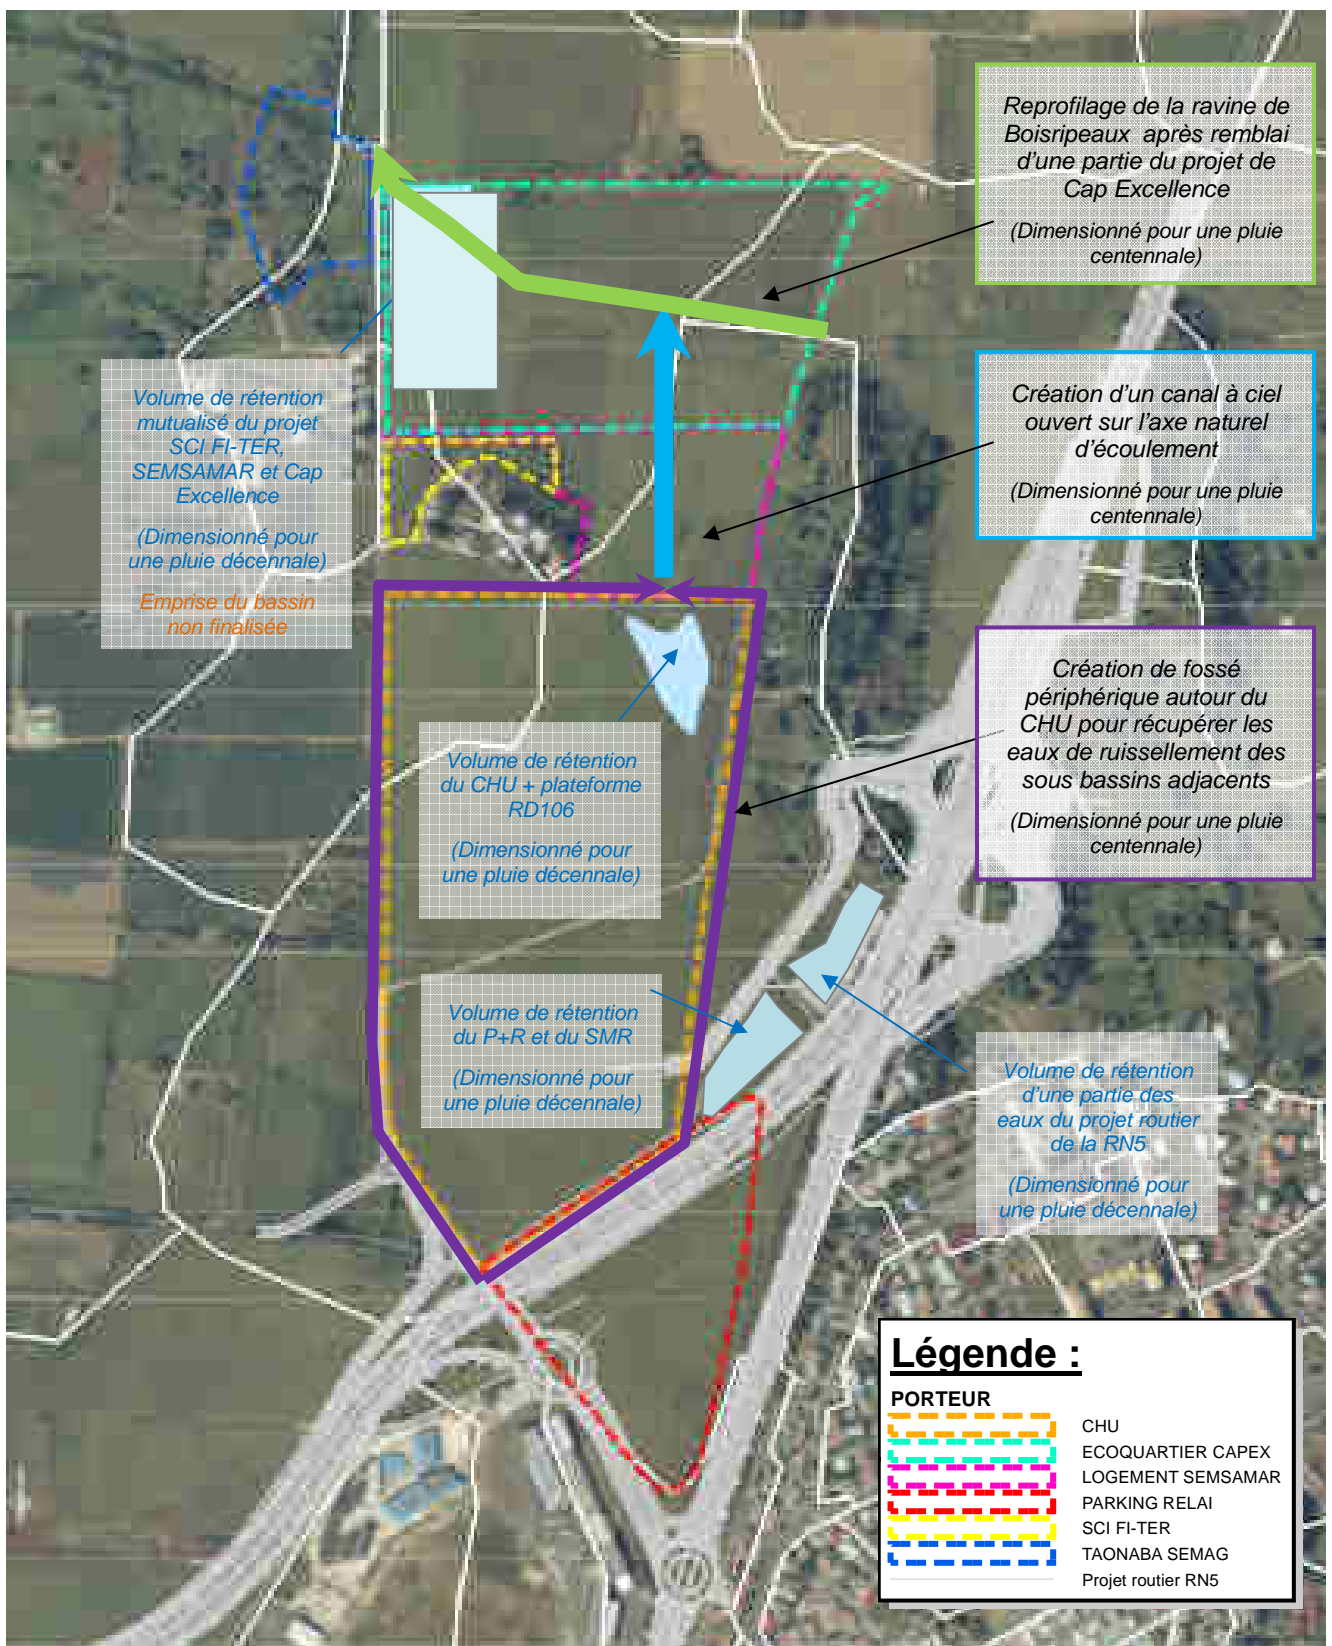 Reprofilage de la ravine de
Boisripeaux après remblai
d'une partie du projet de
Cap Excellence
(Dimensionné pour une pluie
centennale)
Création d'un canal à ciel
ouvert sur l'axe naturel
d'écoulement
(Dimensionné pour une pluie
centennale)
Volume de rétention
mutualisé du projet
SCI FI-TER,
SEMSAMAR et Cap
Excellence
(Dimensionné pour
une pluie décennale)
Emprise du bassin
non finalisée
Création de fossé
périphérique autour du
CHU pour récupérer les
eaux de ruissellement des
sous bassins adjacents
(Dimensionné pour une pluie
centennale)
Volume de rétention
du CHU + plateforme
RD106
(Dimensionné pour
une pluie décennale)
Volume de rétention
du P+R et du SMR
(Dimensionné pour
une pluie décennale)
Volume de rétention
d'une partie des
eaux du projet routier
de la RN5
(Dimensionné pour
une pluie décennale)
Légende :
PORTEUR
CHU
ECOQUARTIER CAPEX
LOGEMENT SEMSAMAR
PARKING RELAI
SCI FI-TER
TAONABA SEMAG
Projet routier RN5